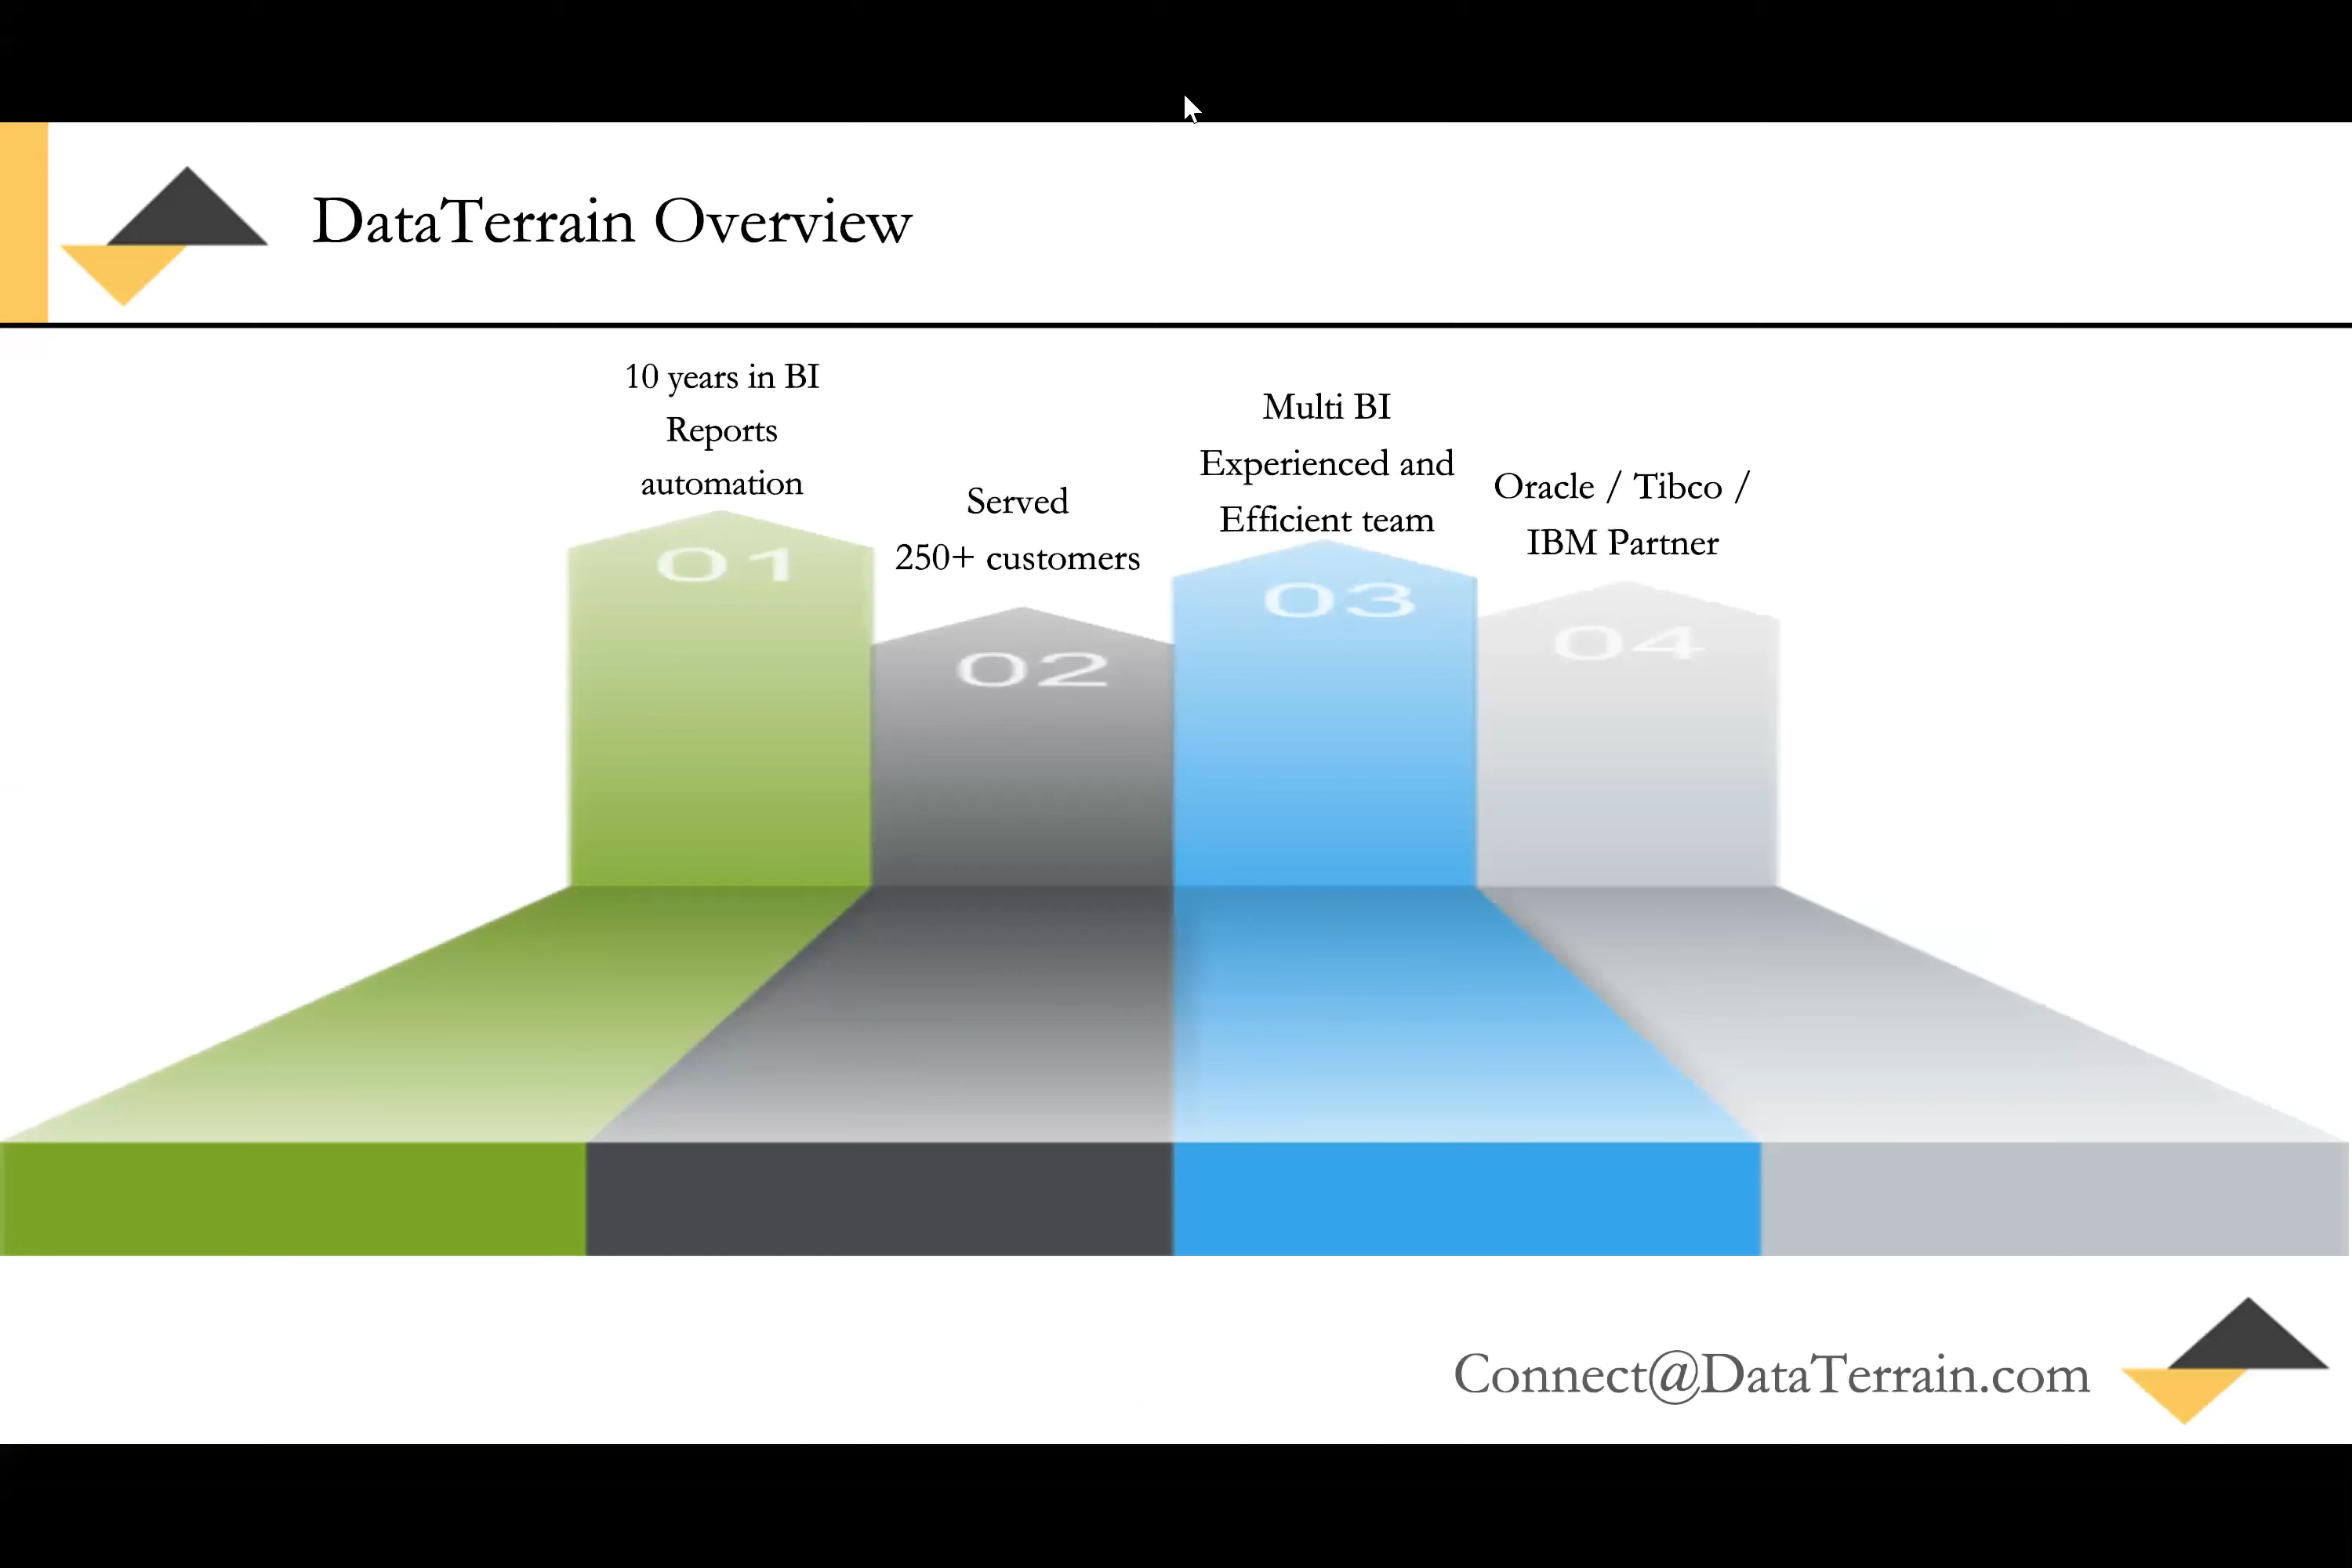 DataTerrain Overview
10 years in BI
Reports
automation
Served
250+ customers
Multi BI
Experienced and
Efficient team
Oracle / Tibco /
IBM Partner
01
02
03
04
Connect@DataTerrain.com